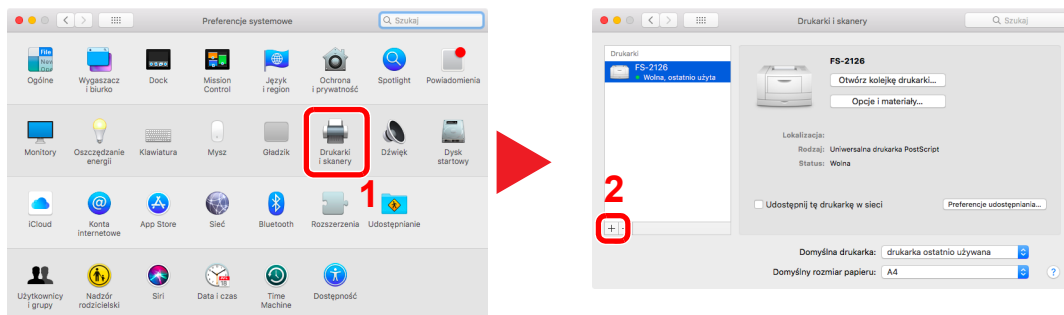 Preferencje systemowe
Szukaj
File
New
Ope
Ogólne
Wygaszacz
i biurko
Dock
Mission
Control
Język
i region
Ochrona
i prywatność
Spotlight
Powiadomienia
Monitory
Oszczędzanie
energii
Klawiatura
Mysz
Gładzik
Drukarki
i skanery
Dźwięk
Dysk
startowy
1
iCloud
Konta
internetowe
App Store
Sieć
Bluetooth
Rozszerzenia
Udostępnianie
Użytkownicy
i grupy
Nadzór
rodzicielski
Siri
Data i czas
Time
Machine
Dostępność
Drukarki i skanery
Szukaj
Drukarki
FS-2126
Wolna, ostatnio użyta
FS-2126
Otwórz kolejkę drukarki...
Opcje i materiały...
Lokalizacja:
Rodzaj: Uniwersalna drukarka PostScript
Status: Wolna
2
+ -
Udostępnij tę drukarkę w sieci
Preferencje udostępniania...
Domyślna drukarka: drukarka ostatnio używana
Domyślny rozmiar papieru: A4
?